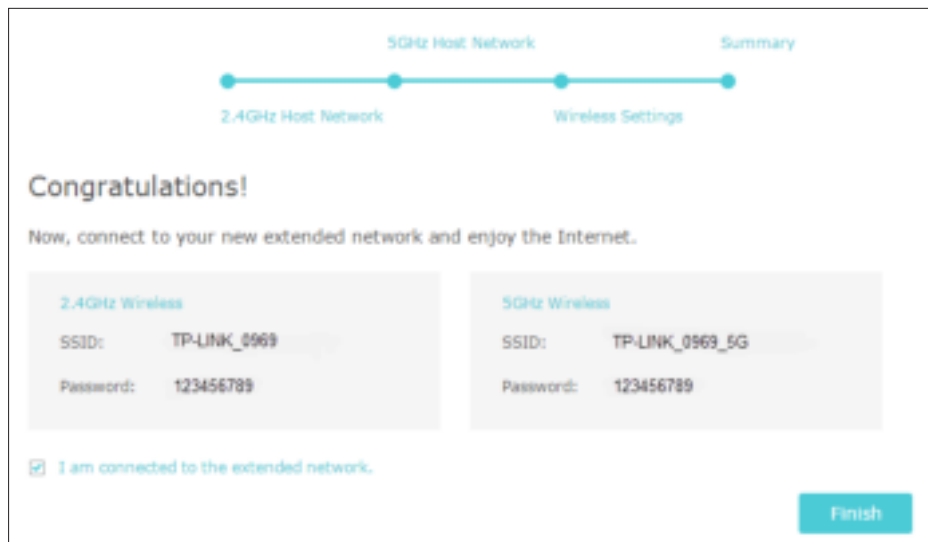 5GHz Host Network Summary
2.4GHz Host Network Wireless Settings
Congratulations!
Now, connect to your new extended network and enjoy the Internet.
2.4GHz Wireless 5GHz Wireless
SSID: TP-LINK_0969 SSID: TP-LINK_0969_5G
Password: 123456789 Password: 123456789
I am connected to the extended network.
Finish